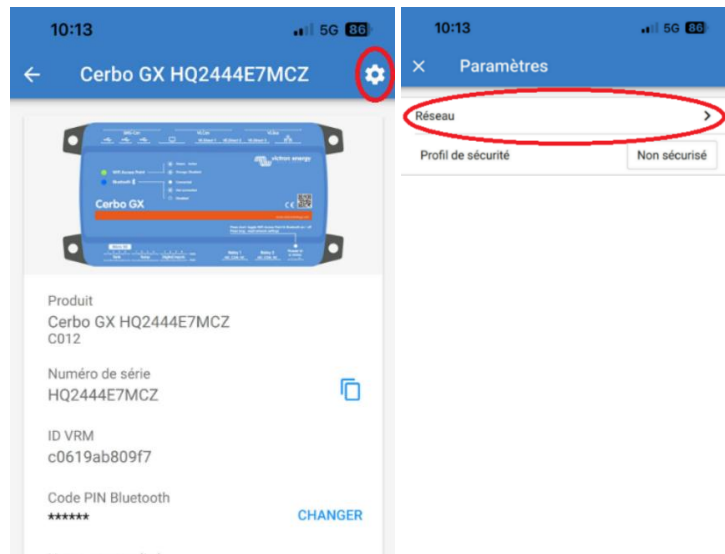 10:13
5G 86
Cerbo GX HQ2444E7MCZ
victron energy
Cerbo GX
Produit
Cerbo GX HQ2444E7MCZ
C012
Numéro de série
HQ2444E7MCZ
ID VRM
c0619ab809f7
Code PIN Bluetooth
******
CHANGER
10:13
5G 86
Paramètres
Réseau
Profil de sécurité
Non sécurisé